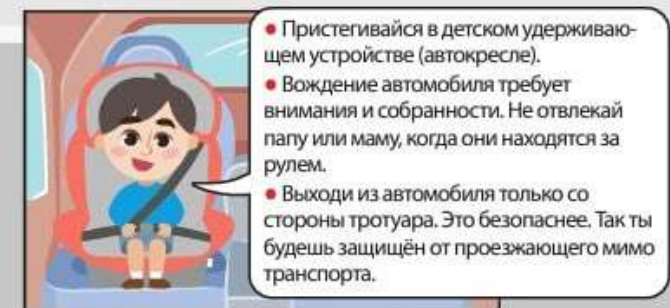 • Пристегивайся в детском удерживаю-
щем устройстве (автокресле).
• Вождение автомобиля требует
внимания и собранности. Не отвлекай
папу или маму, когда они находятся за
рулем.
• Выходи из автомобиля только со
стороны тротуара. Это безопаснее. Так ты
будешь защищён от проезжающего мимо
транспорта.